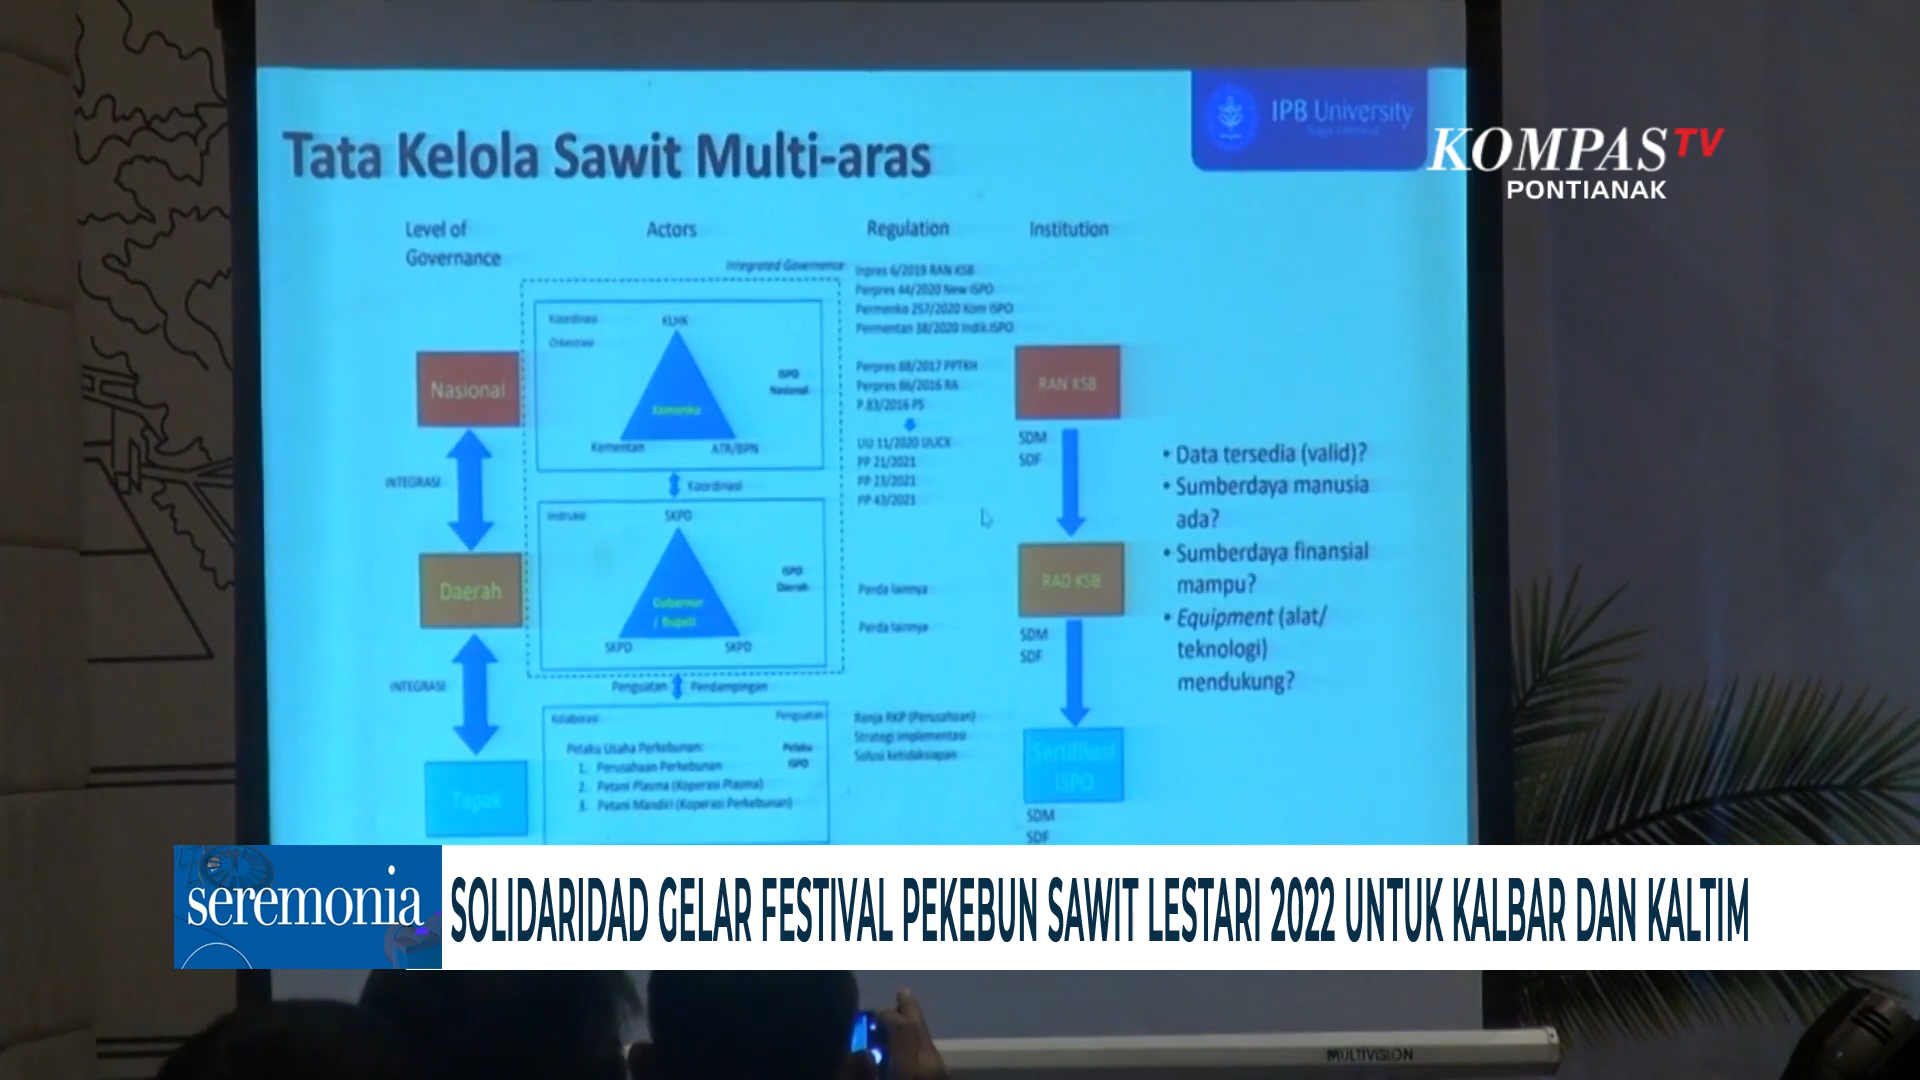 IPB University
KOMPAS TV
PONTIANAK
Tata Kelola Sawit Multi-aras
Level of
Governance
Actors
Regulation
Institution
Integrated Governence
Nasional
INTEGRASI
Daerah
INTEGRASI
Tapak
Koordinasi
Orkestrasi
KLHK
ISPO
Nasional
Kemenko
Kementan
ATR/BPN
Koordinasi
Instruksi
SKPD
ISPO
Daerah
Gubernur
/ Bupati
SKPD
SKPD
Penguatan
Pendampingan
Kolaborasi
Penguatan
Pelaku Usaha Perkebunan:
Pelaku
ISPO
1. Perusahaan Perkebunan
2. Petani Plasma (Koperasi Plasma)
3. Petani Mandiri (Koperasi Perkebunan)
Inpres 6/2019 RAN KSB
Perpres 44/2020 New ISPO
Permenko 257/2020 Kom ISPO
Permentan 38/2020 Indik.ISPO
Perpres 88/2017 PPTKH
Perpres 86/2016 RA
P.83/2016 PS
UU 11/2020 UUCK
PP 21/2021
PP 23/2021
PP 43/2021
Perda lainnya
Perda lainnya
Renja RKP (Perusahaan)
Strategi implementasi
Solusi ketidaksiapan
RAN KSB
SDM
SDF
RAD KSB
SDM
SDF
Sertifikasi
ISPO
SDM
SDF
• Data tersedia (valid)?
• Sumberdaya manusia
ada?
• Sumberdaya finansial
mampu?
• Equipment (alat/
teknologi)
mendukung?
seremonia
SOLIDARIDAD GELAR FESTIVAL PEKEBUN SAWIT LESTARI 2022 UNTUK KALBAR DAN KALTIM
MULTIVISION